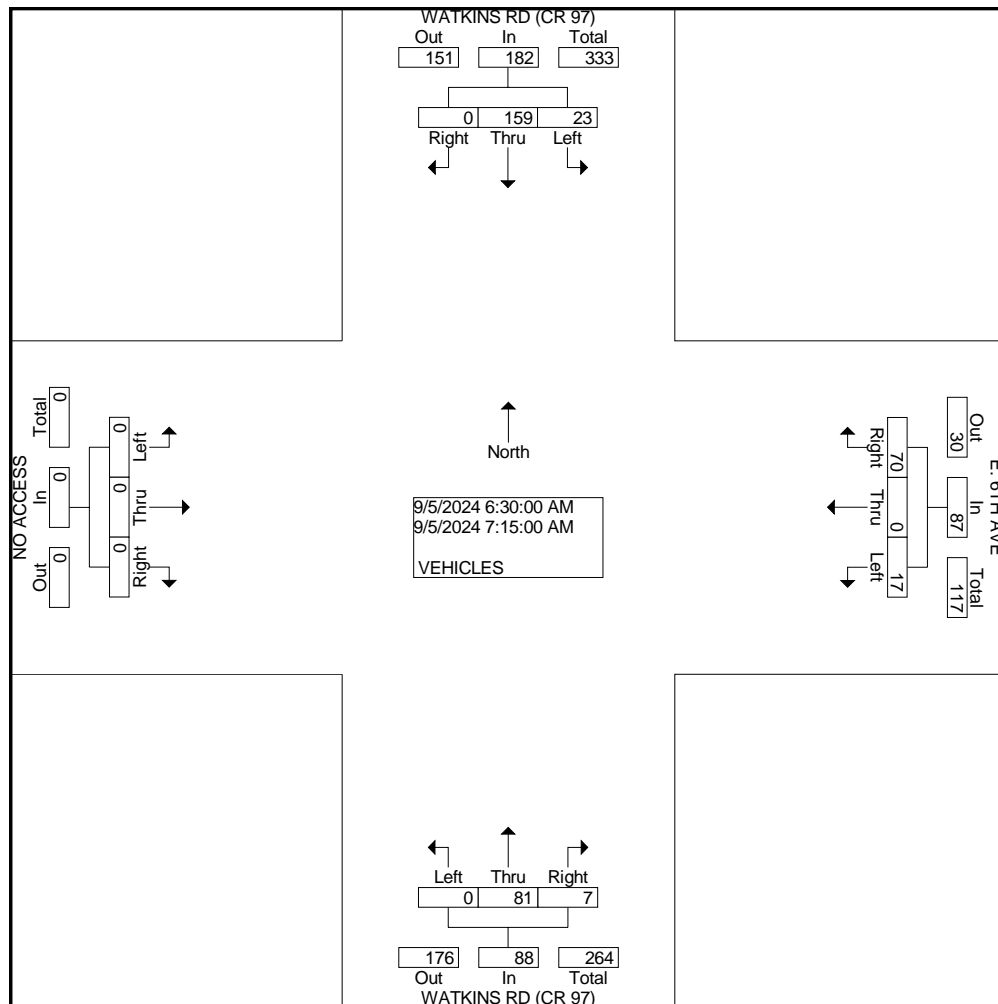 WATKINS RD (CR 97)
Out In Total
151 182 333
0 159 23
Right Thru Left
NO ACCESS
Total In Out
0 0 0
0 0 0
Left Thru Right
North
9/5/2024 6:30:00 AM
9/5/2024 7:15:00 AM
VEHICLES
Right Thru Left
70 0 17
30 87 117
Out In Total
E. 6TH AVE
Left Thru Right
0 81 7
176 88 264
Out In Total
WATKINS RD (CR 97)